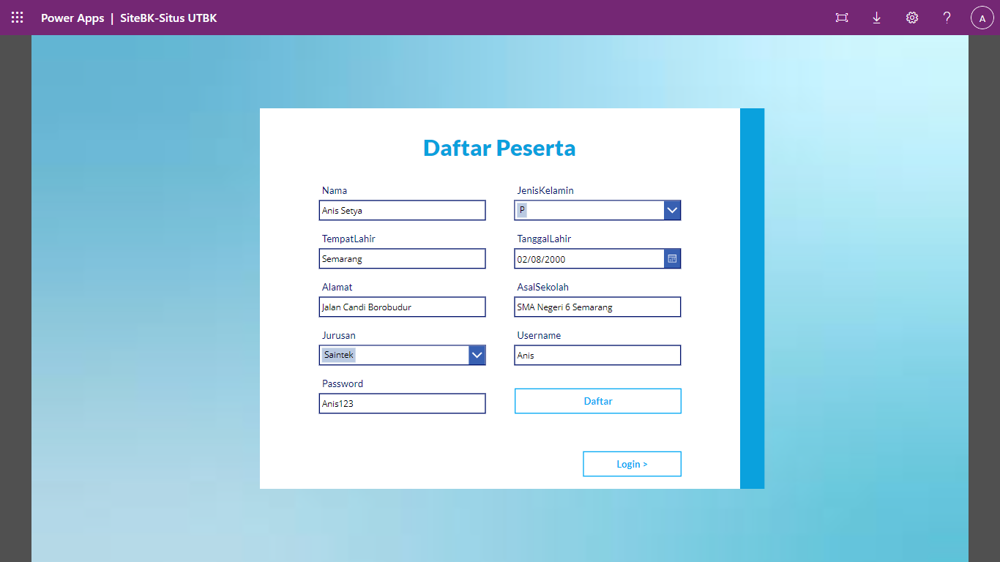 Power Apps | SiteBK-Situs UTBK
A
Daftar Peserta
Nama
Anis Setya
JenisKelamin
P
TempatLahir
Semarang
TanggalLahir
02/08/2000
Alamat
Jalan Candi Borobudur
AsalSekolah
SMA Negeri 6 Semarang
Jurusan
Saintek
Username
Anis
Password
Anis123
Daftar
Login >